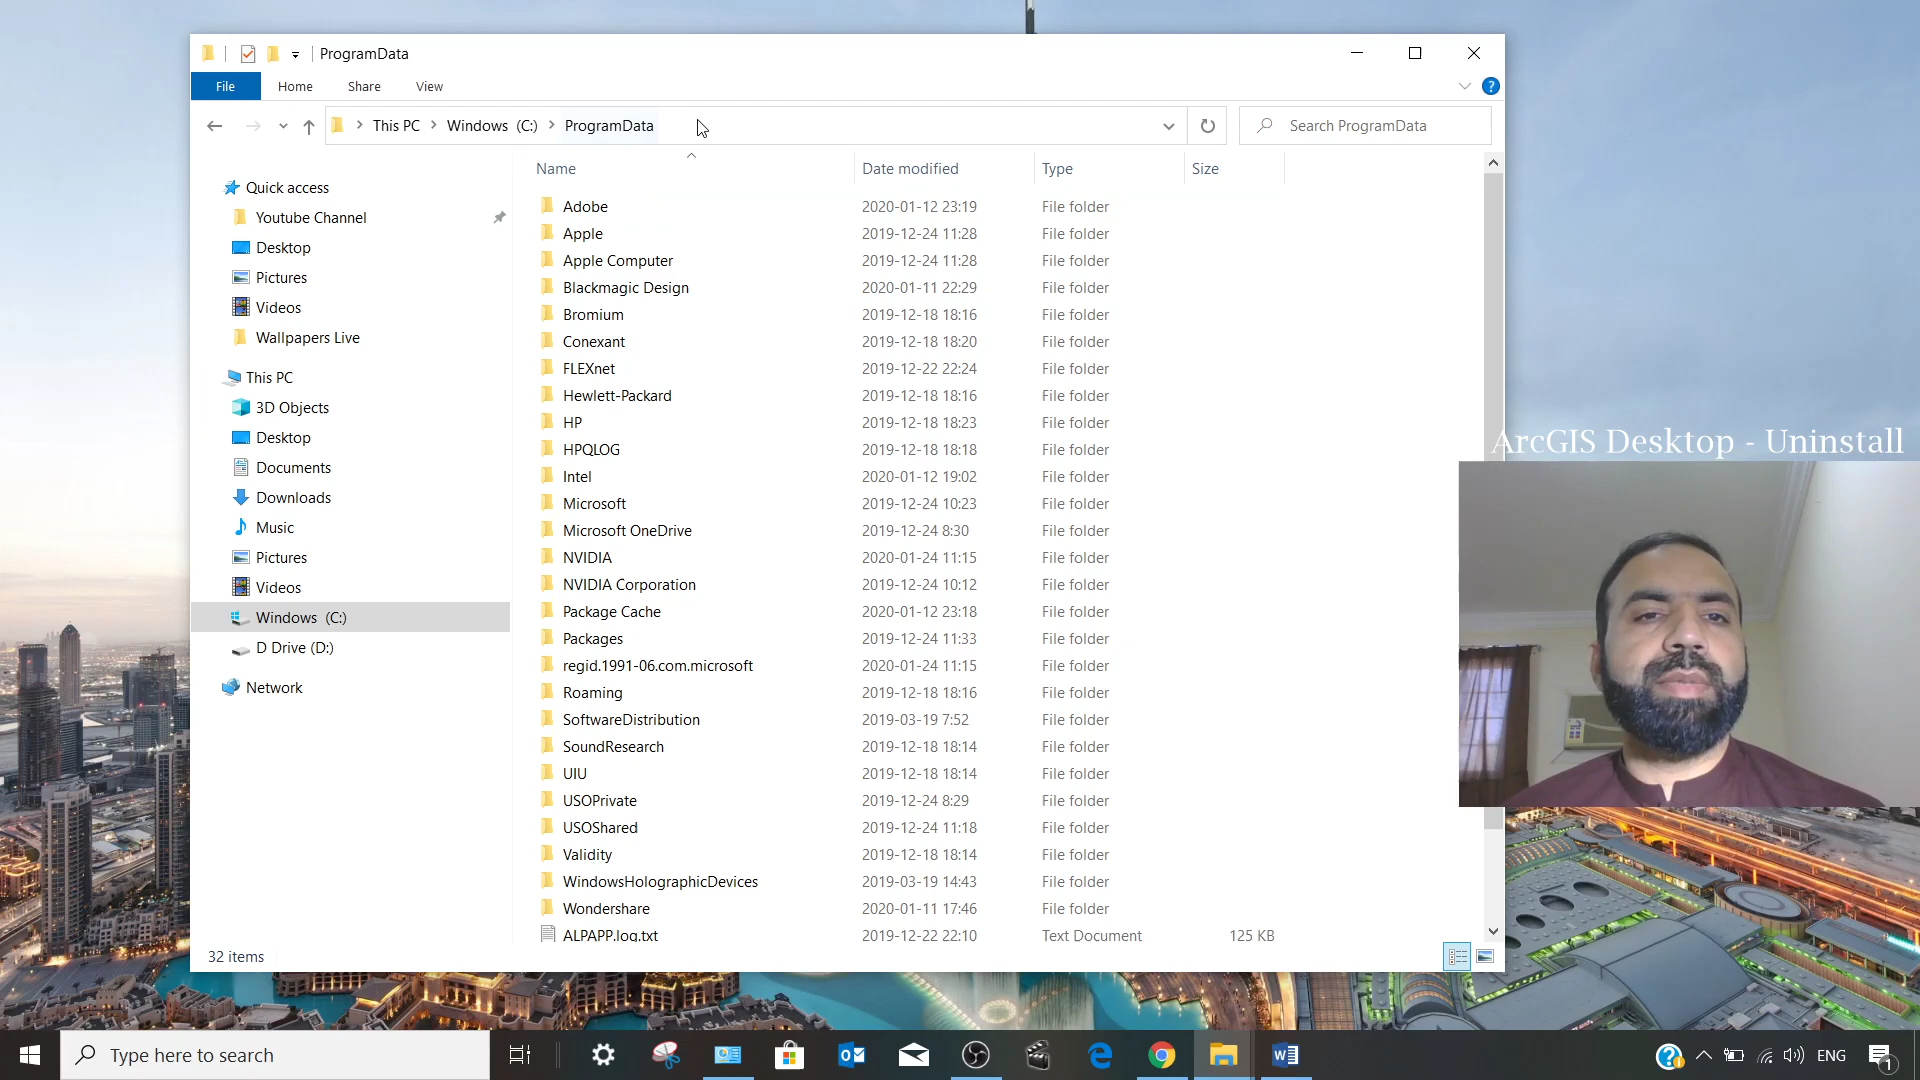 ProgramData
File Home Share View
This PC Windows (C:) ProgramData
Search ProgramData
Name Date modified Type Size
Quick access
Youtube Channel
Desktop
Pictures
Videos
Wallpapers Live
This PC
3D Objects
Desktop
Documents
Downloads
Music
Pictures
Videos
Windows (C:)
D Drive (D:)
Network
Adobe 2020-01-12 23:19 File folder
Apple 2019-12-24 11:28 File folder
Apple Computer 2019-12-24 11:28 File folder
Blackmagic Design 2020-01-11 22:29 File folder
Bromium 2019-12-18 18:16 File folder
Conexant 2019-12-18 18:20 File folder
FLEXnet 2019-12-22 22:24 File folder
Hewlett-Packard 2019-12-18 18:16 File folder
HP 2019-12-18 18:23 File folder
HPQLOG 2019-12-18 18:18 File folder
Intel 2020-01-12 19:02 File folder
Microsoft 2019-12-24 10:23 File folder
Microsoft OneDrive 2019-12-24 8:30 File folder
NVIDIA 2020-01-24 11:15 File folder
NVIDIA Corporation 2019-12-24 10:12 File folder
Package Cache 2020-01-12 23:18 File folder
Packages 2019-12-24 11:33 File folder
regid.1991-06.com.microsoft 2020-01-24 11:15 File folder
Roaming 2019-12-18 18:16 File folder
SoftwareDistribution 2019-03-19 7:52 File folder
SoundResearch 2019-12-18 18:14 File folder
UIU 2019-12-18 18:14 File folder
USOPrivate 2019-12-24 8:29 File folder
USOShared 2019-12-24 11:18 File folder
Validity 2019-12-18 18:14 File folder
WindowsHolographicDevices 2019-03-19 14:43 File folder
Wondershare 2020-01-11 17:46 File folder
ALPAPP.log.txt 2019-12-22 22:10 Text Document 125 KB
32 items
ArcGIS Desktop - Uninstall
Type here to search
ENG
1